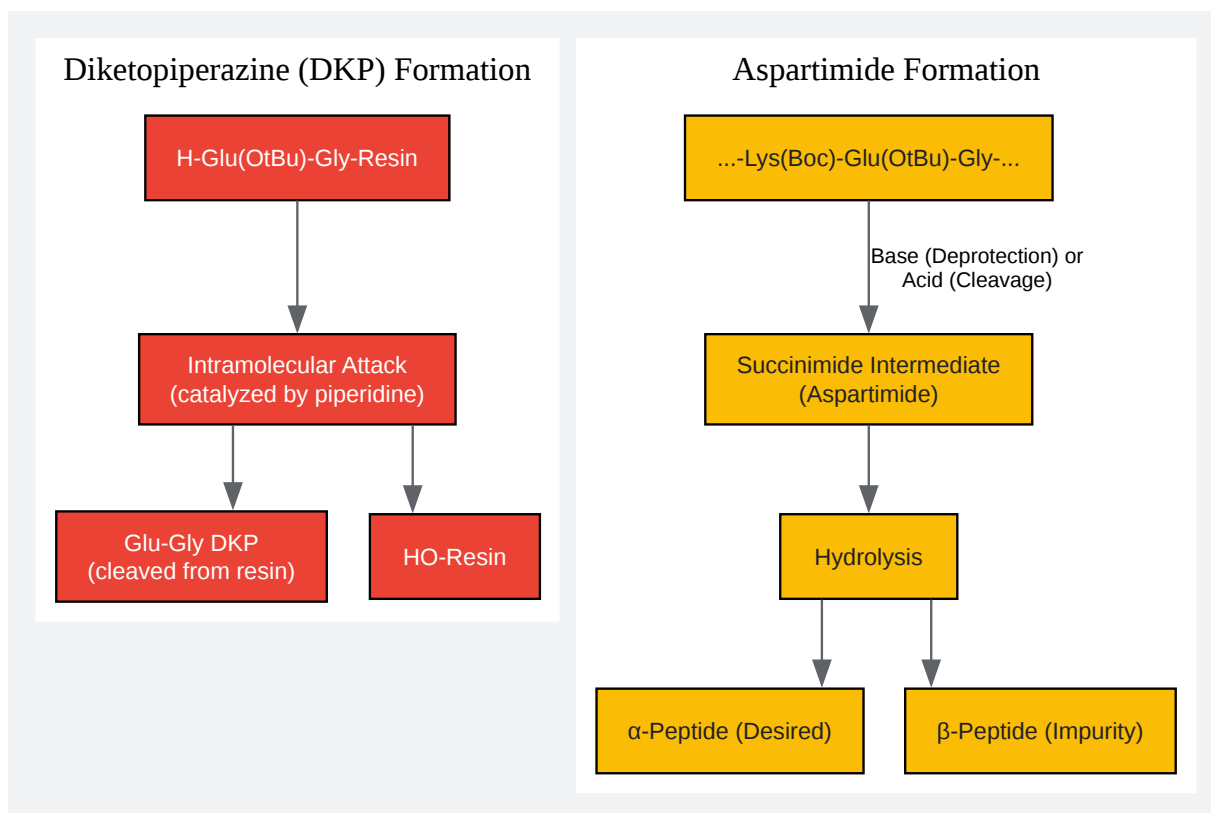 Diketopiperazine (DKP) Formation
H-Glu(OtBu)-Gly-Resin
Intramolecular Attack
(catalyzed by piperidine)
Glu-Gly DKP
(cleaved from resin)
HO-Resin
Aspartimide Formation
...-Lys(Boc)-Glu(OtBu)-Gly-...
Base (Deprotection) or
Acid (Cleavage)
Succinimide Intermediate
(Aspartimide)
Hydrolysis
α-Peptide (Desired)
β-Peptide (Impurity)